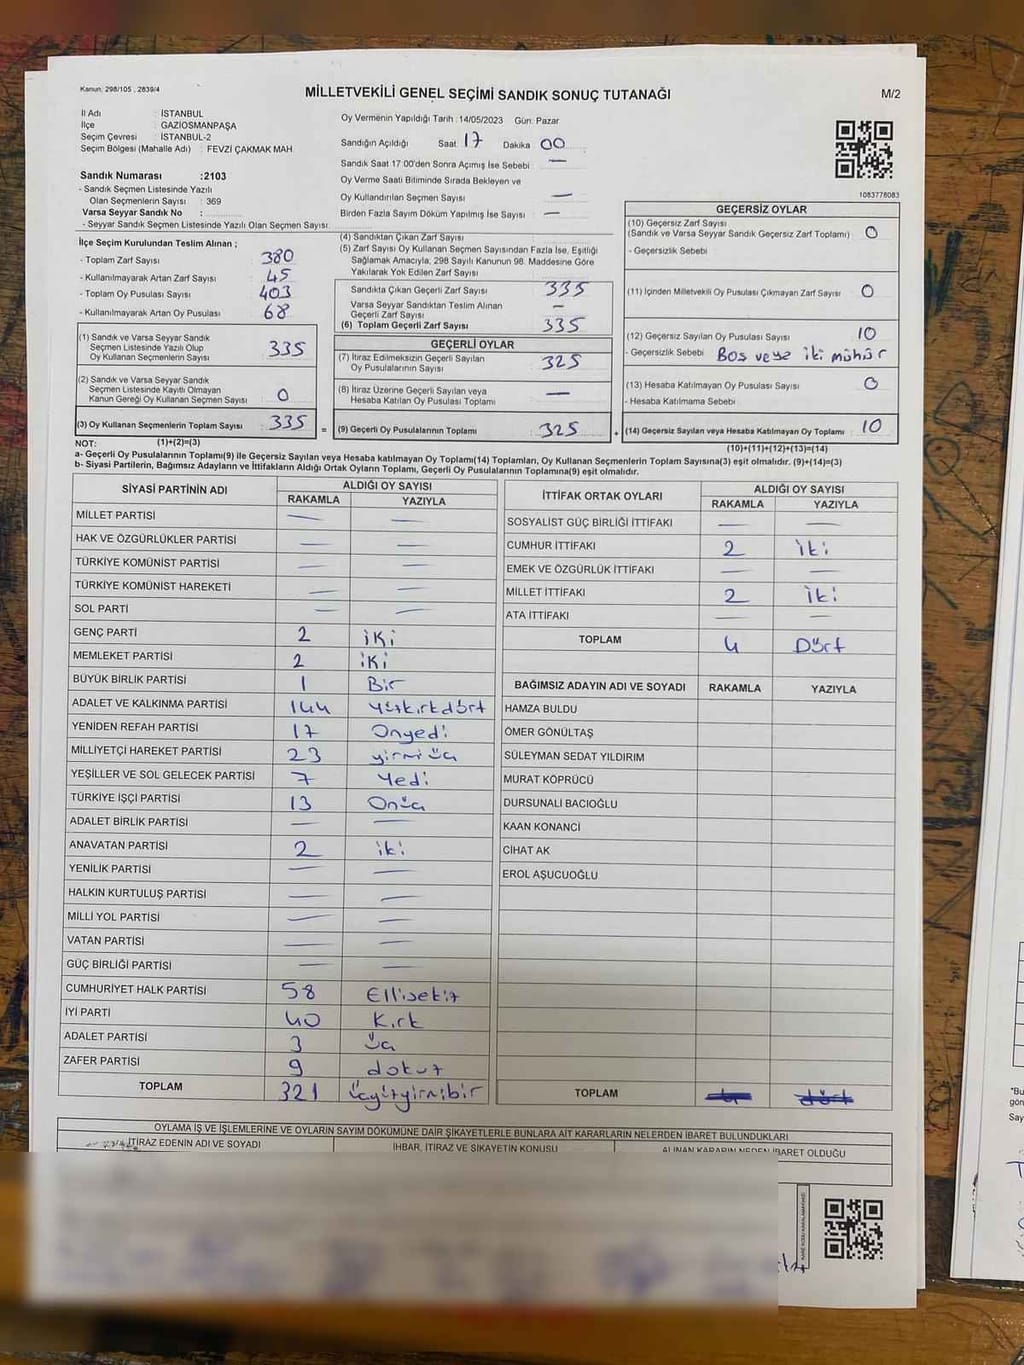 Kanun: 298/105 , 2839/4
MİLLETVEKİLİ GENEL SEÇİMİ SANDIK SONUÇ TUTANAĞI
M/2
İl Adı : İSTANBUL
İlçe : GAZİOSMANPAŞA
Seçim Çevresi : İSTANBUL-2
Seçim Bölgesi (Mahalle Adı) : FEVZİ ÇAKMAK MAH.
Sandık Numarası :2103
- Sandık Seçmen Listesinde Yazılı
Olan Seçmenlerin Sayısı : 369
Varsa Seyyar Sandık No :
- Seyyar Sandık Seçmen Listesinde Yazılı Olan Seçmen Sayısı:
Oy Vermenin Yapıldığı Tarih :14/05/2023 Gün: Pazar
Sandığın Açıldığı Saat 17 Dakika 00
Sandık Saat 17:00'den Sonra Açımış İse Sebebi : —
Oy Verme Saati Bitiminde Sırada Bekleyen ve
Oy Kullandırılan Seçmen Sayısı —
Birden Fazla Sayım Döküm Yapılmış İse Sayısı : —
1083778083
İlçe Seçim Kurulundan Teslim Alınan ;
- Toplam Zarf Sayısı : 380
- Kullanılmayarak Artan Zarf Sayısı : 45
- Toplam Oy Pusulası Sayısı : 403
- Kullanılmayarak Artan Oy Pusulası : 68
(1) Sandık ve Varsa Seyyar Sandık
Seçmen Listesinde Yazılı Olup
Oy Kullanan Seçmenlerin Sayısı 335
(2) Sandık ve Varsa Seyyar Sandık
Seçmen Listesinde Kayıtlı Olmayan
Kanun Gereği Oy Kullanan Seçmen Sayısı 0
(3) Oy Kullanan Seçmenlerin Toplam Sayısı 335
(4) Sandıktan Çıkan Zarf Sayısı
(5) Zarf Sayısı Oy Kullanan Seçmen Sayısından Fazla İse, Eşitliği
Sağlamak Amacıyla; 298 Sayılı Kanunun 98. Maddesine Göre
Yakılarak Yok Edilen Zarf Sayısı
Sandıkta Çıkan Geçerli Zarf Sayısı 335
Varsa Seyyar Sandıktan Teslim Alınan
Geçerli Zarf Sayısı —
(6) Toplam Geçerli Zarf Sayısı 335
GEÇERLİ OYLAR
(7) İtiraz Edilmeksizin Geçerli Sayılan
Oy Pusulalarının Sayısı 325
(8) İtiraz Üzerine Geçerli Sayılan veya
Hesaba Katılan Oy Pusulası Toplamı —
= (9) Geçerli Oy Pusulalarının Toplamı 325
GEÇERSİZ OYLAR
(10) Geçersiz Zarf Sayısı
(Sandık ve Varsa Seyyar Sandık Geçersiz Zarf Toplamı) 0
- Geçersizlik Sebebi
(11) İçinden Milletvekili Oy Pusulası Çıkmayan Zarf Sayısı 0
(12) Geçersiz Sayılan Oy Pusulası Sayısı 10
- Geçersizlik Sebebi Boş veya iki mühür
(13) Hesaba Katılmayan Oy Pusulası Sayısı 0
- Hesaba Katılmama Sebebi
+ (14) Geçersiz Sayılan veya Hesaba Katılmayan Oy Toplamı 10
NOT: (1)+(2)=(3)
(10)+(11)+(12)+(13)=(14)
a- Geçerli Oy Pusulalarının Toplamı(9) ile Geçersiz Sayılan veya Hesaba katılmayan Oy Toplamı(14) Toplamları, Oy Kullanan Seçmenlerin Toplam Sayısına(3) eşit olmalıdır. (9)+(14)=(3)
b- Siyasi Partilerin, Bağımsız Adayların ve İttifakların Aldığı Ortak Oyların Toplamı, Geçerli Oy Pusulalarının Toplamına(9) eşit olmalıdır.
SİYASİ PARTİNİN ADI ALDIĞI OY SAYISI
RAKAMLA YAZIYLA
MİLLET PARTİSİ — —
HAK VE ÖZGÜRLÜKLER PARTİSİ — —
TÜRKİYE KOMÜNİST PARTİSİ — —
TÜRKİYE KOMÜNİST HAREKETİ — —
SOL PARTİ — —
GENÇ PARTİ 2 iki
MEMLEKET PARTİSİ 2 iki
BÜYÜK BİRLİK PARTİSİ 1 Bir
ADALET VE KALKINMA PARTİSİ 144 Yüzkırkdört
YENİDEN REFAH PARTİSİ 17 Onyedi
MİLLİYETÇİ HAREKET PARTİSİ 23 yirmiüç
YEŞİLLER VE SOL GELECEK PARTİSİ 7 Yedi
TÜRKİYE İŞÇİ PARTİSİ 13 Onüç
ADALET BİRLİK PARTİSİ — —
ANAVATAN PARTİSİ 2 iki
YENİLİK PARTİSİ — —
HALKIN KURTULUŞ PARTİSİ — —
MİLLİ YOL PARTİSİ — —
VATAN PARTİSİ — —
GÜÇ BİRLİĞİ PARTİSİ — —
CUMHURİYET HALK PARTİSİ 58 Ellisekiz
İYİ PARTİ 40 Kırk
ADALET PARTİSİ 3 üç
ZAFER PARTİSİ 9 dokuz
TOPLAM 321 üçyüzyirmibir
İTTİFAK ORTAK OYLARI ALDIĞI OY SAYISI
RAKAMLA YAZIYLA
SOSYALİST GÜÇ BİRLİĞİ İTTİFAKI — —
CUMHUR İTTİFAKI 2 iki
EMEK VE ÖZGÜRLÜK İTTİFAKI — —
MİLLET İTTİFAKI 2 iki
ATA İTTİFAKI — —
TOPLAM 4 Dört
BAĞIMSIZ ADAYIN ADI VE SOYADI RAKAMLA YAZIYLA
HAMZA BULDU
ÖMER GÖNÜLTAŞ
SÜLEYMAN SEDAT YILDIRIM
MURAT KÖPRÜCÜ
DURSUNALİ BACIOĞLU
KAAN KONANCİ
CİHAT AK
EROL AŞUCUOĞLU
TOPLAM
OYLAMA İŞ VE İŞLEMLERİNE VE OYLARIN SAYIM DÖKÜMÜNE DAİR ŞİKAYETLERLE BUNLARA AİT KARARLARIN NELERDEN İBARET BULUNDUKLARI
İTİRAZ EDENİN ADI VE SOYADI İHBAR, İTİRAZ VE ŞİKAYETİN KONUSU ALINAN KARARIN NEDEN İBARET OLDUĞU